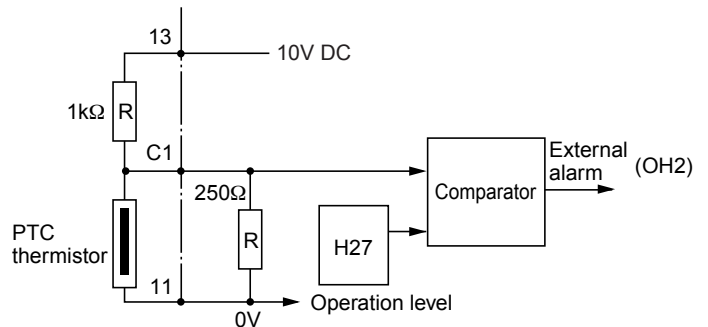 13
10V DC
1kΩ
R
C1
250Ω
R
PTC
thermistor
11
0V
H27
Operation level
Comparator
External
alarm
(OH2)